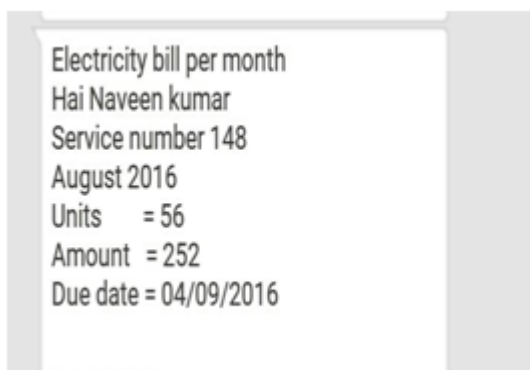 Electricity bill per month
Hai Naveen kumar
Service number 148
August 2016
Units = 56
Amount = 252
Due date = 04/09/2016